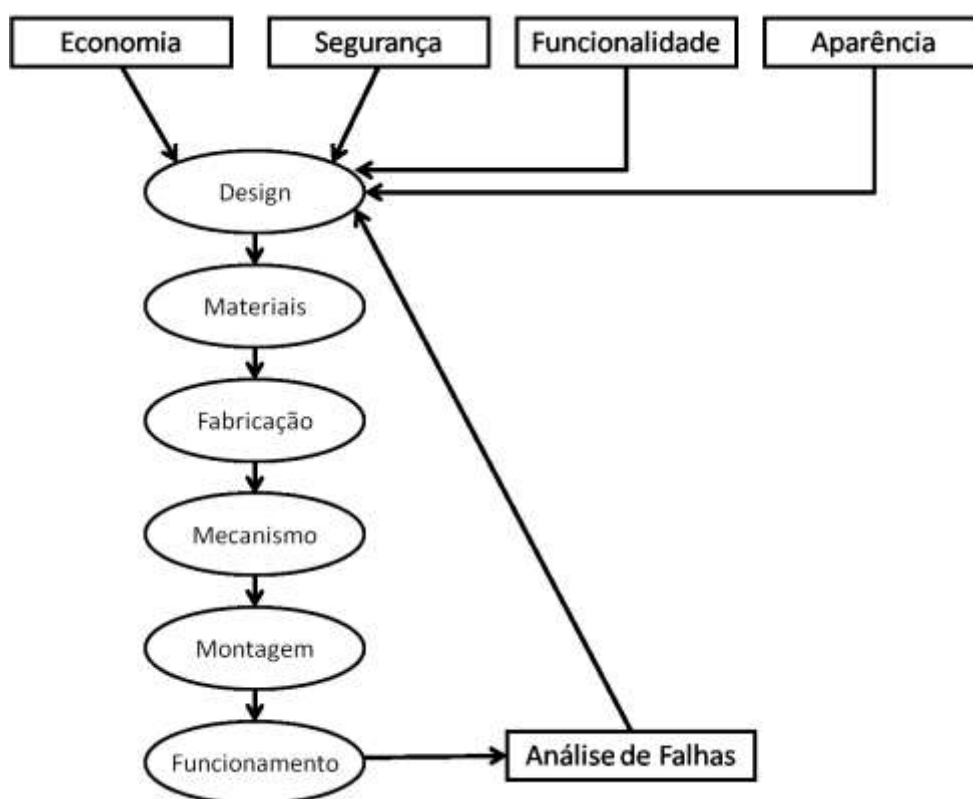 Economia
Segurança
Funcionalidade
Aparência
Design
Materiais
Fabricação
Mecanismo
Montagem
Funcionamento
Análise de Falhas